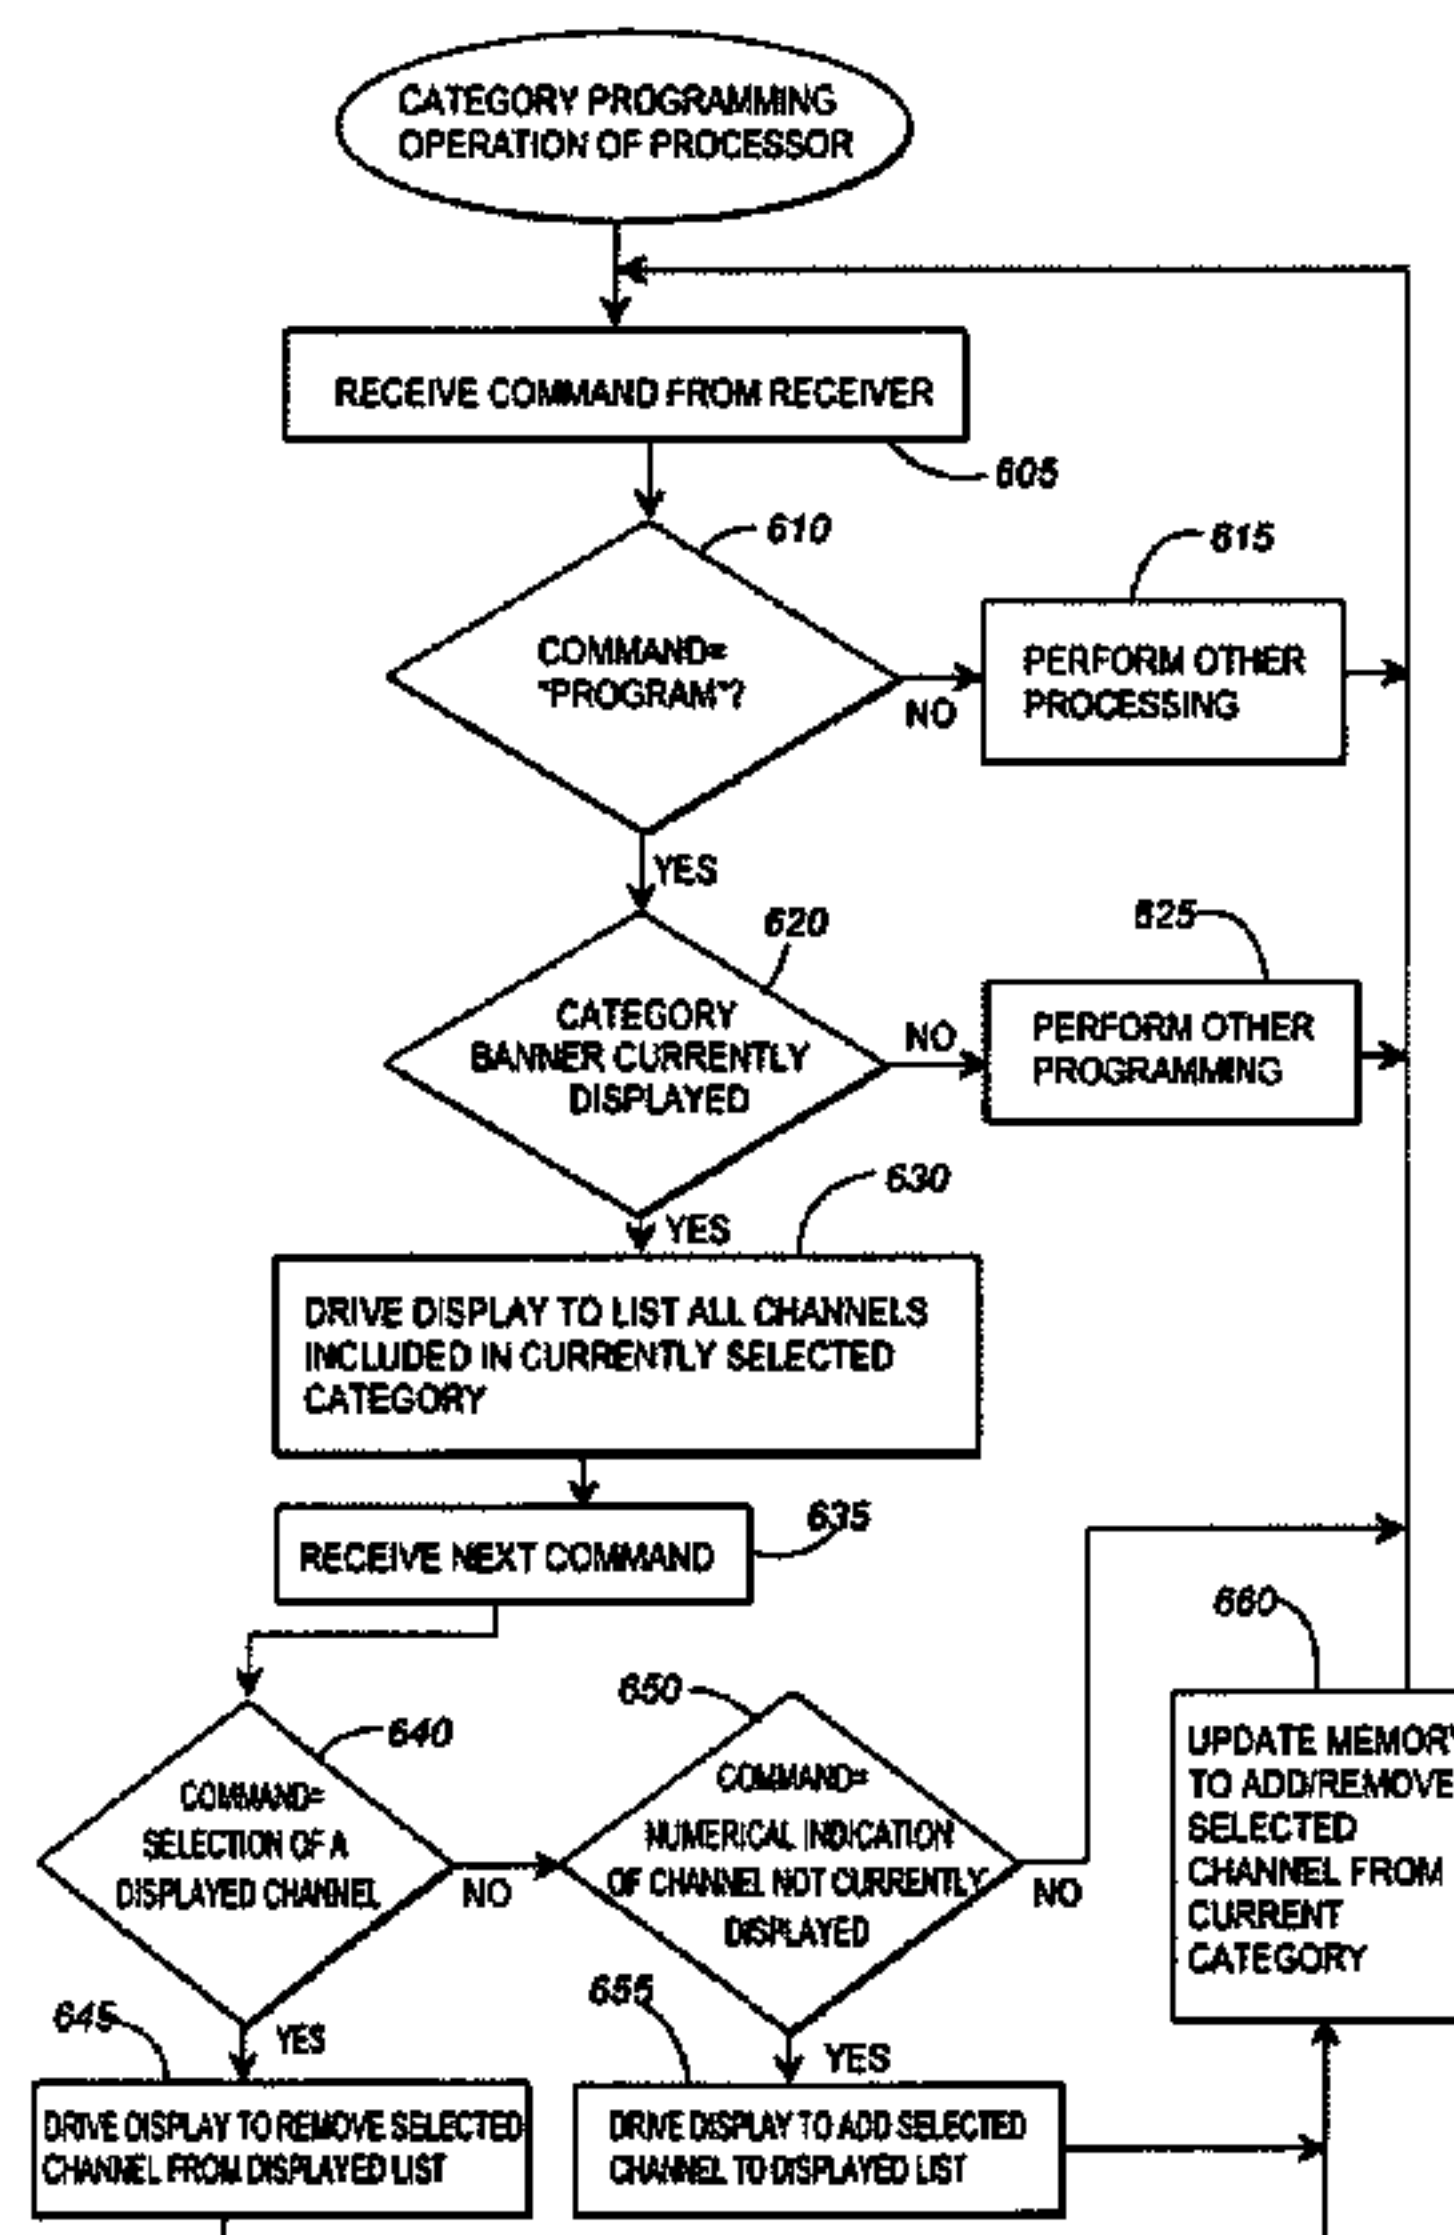 CATEGORY PROGRAMMING
OPERATION OF PROCESSOR
RECEIVE COMMAND FROM RECEIVER
605
610
COMMAND=
"PROGRAM"?
NO
615
PERFORM OTHER
PROCESSING
YES
620
CATEGORY
BANNER CURRENTLY
DISPLAYED
NO
625
PERFORM OTHER
PROGRAMMING
YES
630
DRIVE DISPLAY TO LIST ALL CHANNELS
INCLUDED IN CURRENTLY SELECTED
CATEGORY
RECEIVE NEXT COMMAND
635
640
COMMAND=
SELECTION OF A
DISPLAYED CHANNEL
NO
650
COMMAND=
NUMERICAL INDICATION
OF CHANNEL NOT CURRENTLY
DISPLAYED
NO
660
UPDATE MEMORY
TO ADD/REMOVE
SELECTED
CHANNEL FROM
CURRENT
CATEGORY
645
YES
DRIVE DISPLAY TO REMOVE SELECTED
CHANNEL FROM DISPLAYED LIST
655
YES
DRIVE DISPLAY TO ADD SELECTED
CHANNEL TO DISPLAYED LIST